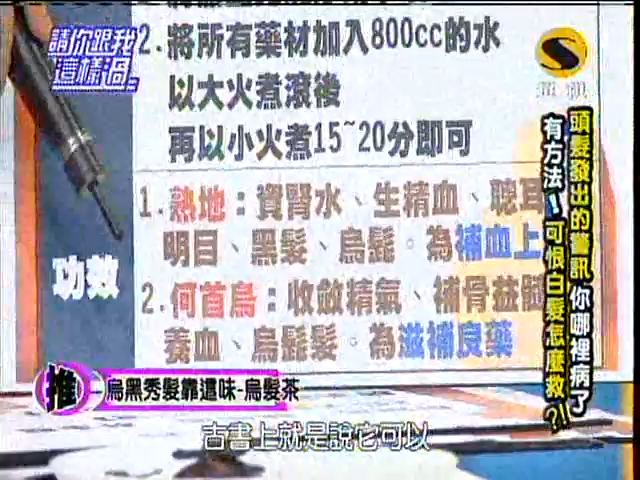 請你跟我
這樣過
2.將所有藥材加入800cc的水
以大火煮滾後
再以小火煮15~20分即可
功效
1.熟地：資腎水、生精血、聰耳
明目、黑髮、烏髭。為補血上
2.何首烏：收斂精氣、補骨益髓
養血、烏髭髮。為滋補良藥
頭髮發出的警訊 你哪裡病了
有方法！可恨白髮怎麼救?!
推
烏黑秀髮靠這味-烏髮茶
古書上就是說它可以